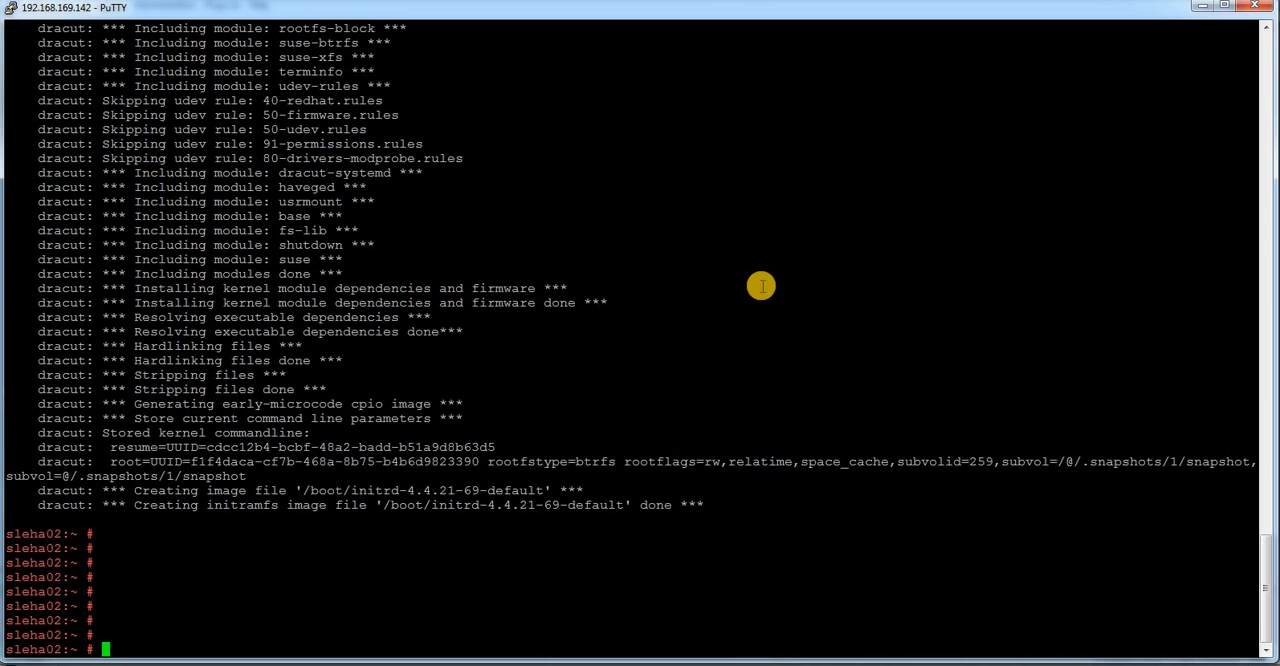 192.168.169.142 - PuTTY
dracut: *** Including module: rootfs-block ***
dracut: *** Including module: suse-btrfs ***
dracut: *** Including module: suse-xfs ***
dracut: *** Including module: terminfo ***
dracut: *** Including module: udev-rules ***
dracut: Skipping udev rule: 40-redhat.rules
dracut: Skipping udev rule: 50-firmware.rules
dracut: Skipping udev rule: 50-udev.rules
dracut: Skipping udev rule: 91-permissions.rules
dracut: Skipping udev rule: 80-drivers-modprobe.rules
dracut: *** Including module: dracut-systemd ***
dracut: *** Including module: haveged ***
dracut: *** Including module: usrmount ***
dracut: *** Including module: base ***
dracut: *** Including module: fs-lib ***
dracut: *** Including module: shutdown ***
dracut: *** Including module: suse ***
dracut: *** Including modules done ***
dracut: *** Installing kernel module dependencies and firmware ***
dracut: *** Installing kernel module dependencies and firmware done ***
dracut: *** Resolving executable dependencies ***
dracut: *** Resolving executable dependencies done***
dracut: *** Hardlinking files ***
dracut: *** Hardlinking files done ***
dracut: *** Stripping files ***
dracut: *** Stripping files done ***
dracut: *** Generating early-microcode cpio image ***
dracut: *** Store current command line parameters ***
dracut: Stored kernel commandline:
dracut:  resume=UUID=cdcc12b4-bcbf-48a2-badd-b51a9d8b63d5
dracut:  root=UUID=f1f4daca-cf7b-468a-8b75-b4b6d9823390 rootfstype=btrfs rootflags=rw,relatime,space_cache,subvolid=259,subvol=/@/.snapshots/1/snapshot,
subvol=@/.snapshots/1/snapshot
dracut: *** Creating image file '/boot/initrd-4.4.21-69-default' ***
dracut: *** Creating initramfs image file '/boot/initrd-4.4.21-69-default' done ***
sleha02:~ #
sleha02:~ #
sleha02:~ #
sleha02:~ #
sleha02:~ #
sleha02:~ #
sleha02:~ #
sleha02:~ #
sleha02:~ #